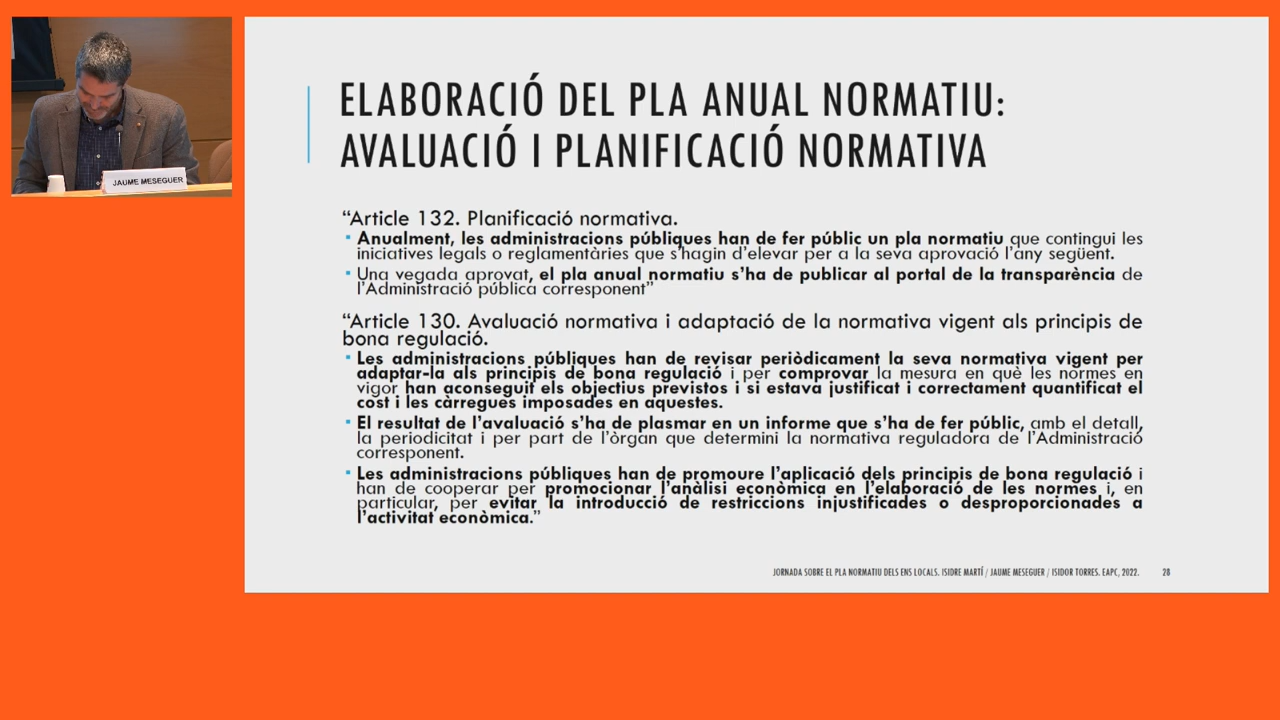 JAUME MESEGUER
ELABORACIÓ DEL PLA ANUAL NORMATIU:
AVALUACIÓ I PLANIFICACIÓ NORMATIVA
“Article 132. Planificació normativa.
Anualment, les administracions públiques han de fer públic un pla normatiu que contingui les
iniciatives legals o reglamentàries que s’hagin d’elevar per a la seva aprovació l’any següent.
Una vegada aprovat, el pla anual normatiu s’ha de publicar al portal de la transparència de
l’Administració pública corresponent”
“Article 130. Avaluació normativa i adaptació de la normativa vigent als principis de
bona regulació.
Les administracions públiques han de revisar periòdicament la seva normativa vigent per
adaptar-la als principis de bona regulació i per comprovar la mesura en què les normes en
vigor han aconseguit els objectius previstos i si estava justificat i correctament quantificat el
cost i les càrregues imposades en aquestes.
El resultat de l’avaluació s’ha de plasmar en un informe que s’ha de fer públic, amb el detall,
la periodicitat i per part de l’òrgan que determini la normativa reguladora de l’Administració
corresponent.
Les administracions públiques han de promoure l’aplicació dels principis de bona regulació i
han de cooperar per promocionar l’anàlisi econòmica en l’elaboració de les normes i, en
particular, per evitar la introducció de restriccions injustificades o desproporcionades a
l’activitat econòmica.”
JORNADA SOBRE EL PLA NORMATIU DELS ENS LOCALS. ISIDRE MARTÍ / JAUME MESEGUER / ISIDOR TORRES. EAPC, 2022. 28